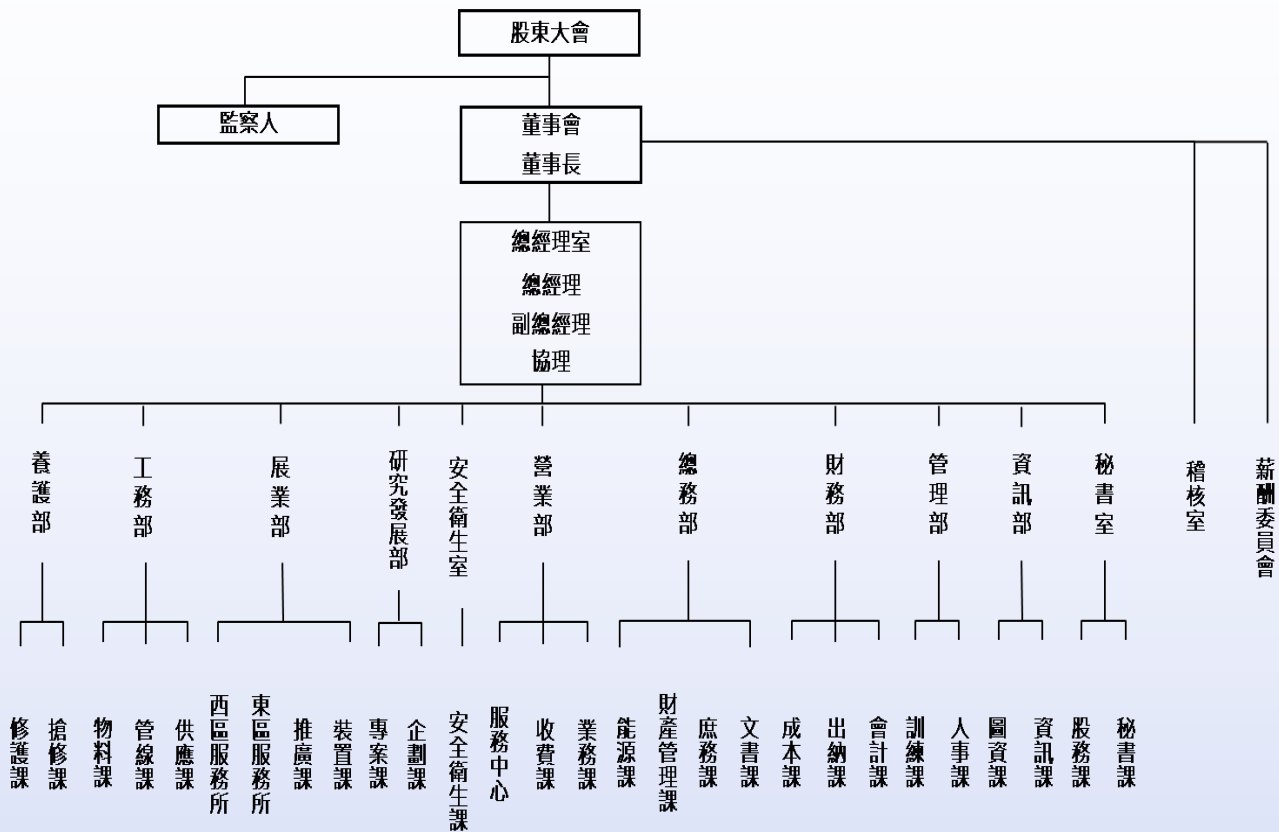 股東大會
監察人
董事會
董事長
總經理室
總經理
副總經理
協理
養護部
工務部
展業部
研究發展部
安全衛生室
營業部
總務部
財務部
管理部
資訊部
秘書室
稽核室
薪酬委員會
修護課
搶修課
物料課
管線課
供應課
西區服務所
東區服務所
推廣課
裝置課
專案課
企劃課
安全衛生課
服務中心
收費課
業務課
能源課
財產管理課
庶務課
文書課
成本課
出納課
會計課
訓練課
人事課
圖資課
資訊課
股務課
秘書課